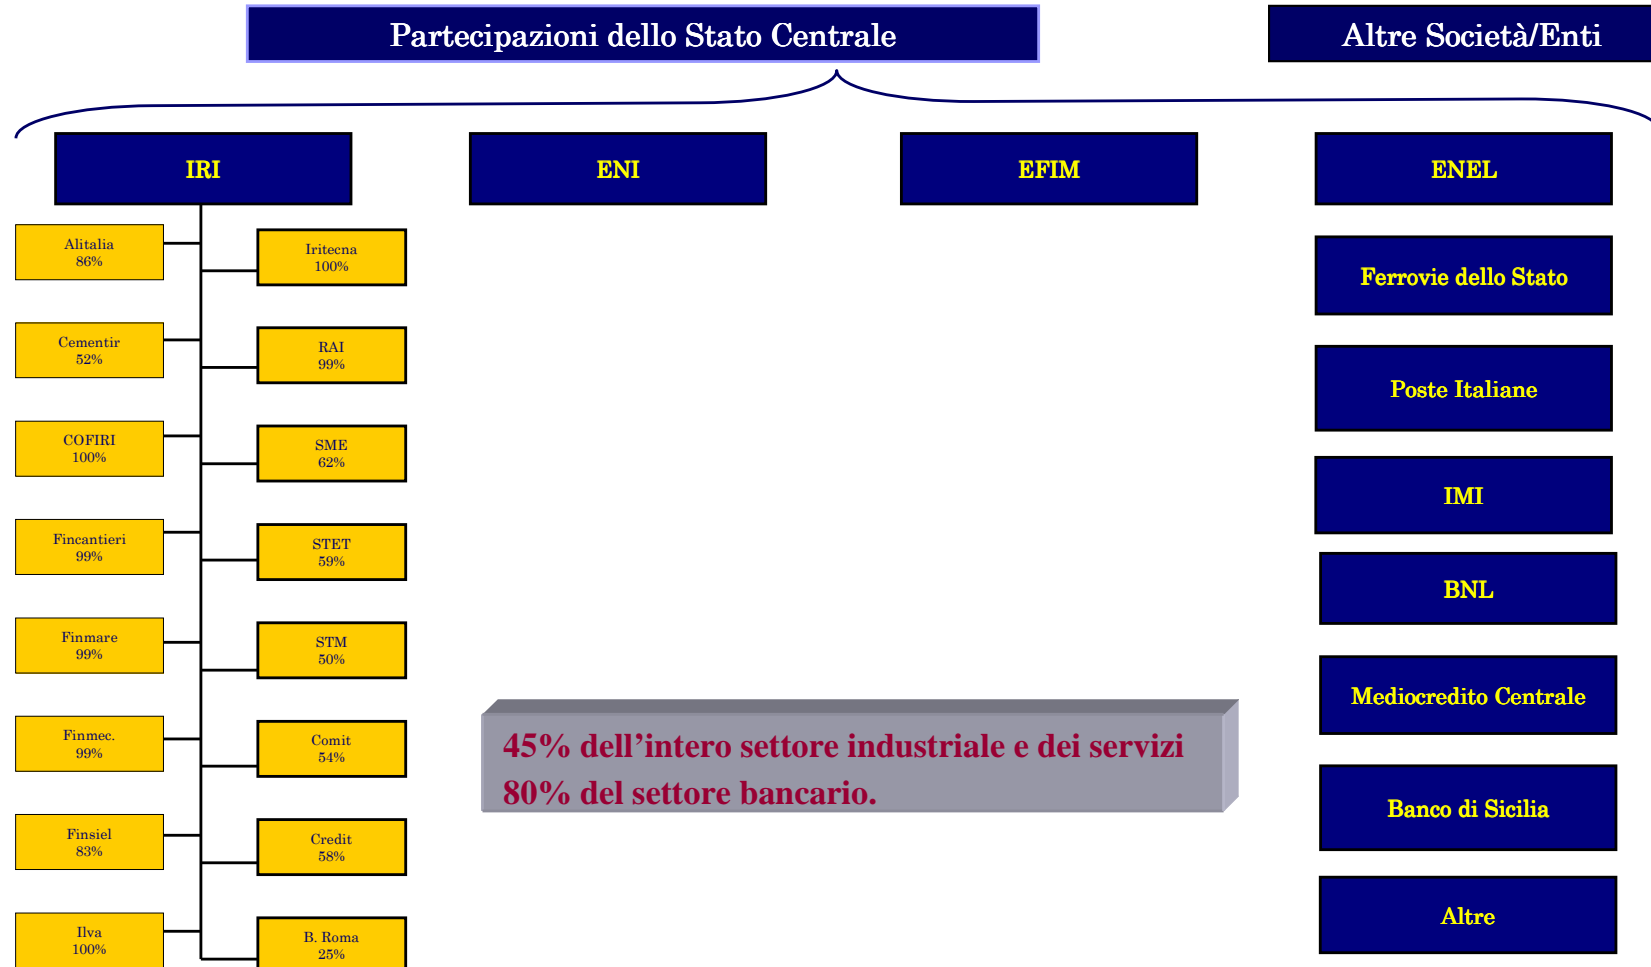 Partecipazioni dello Stato Centrale
Altre Società/Enti
IRI
ENI
EFIM
ENEL
Alitalia
86%
Iritecna
100%
Cementir
52%
RAI
99%
COFIRI
100%
SME
62%
Fincantieri
99%
STET
59%
Finmare
99%
STM
50%
Finmec.
99%
Comit
54%
Finsiel
83%
Credit
58%
Ilva
100%
B. Roma
25%
45% dell’intero settore industriale e dei servizi
80% del settore bancario.
Ferrovie dello Stato
Poste Italiane
IMI
BNL
Mediocredito Centrale
Banco di Sicilia
Altre